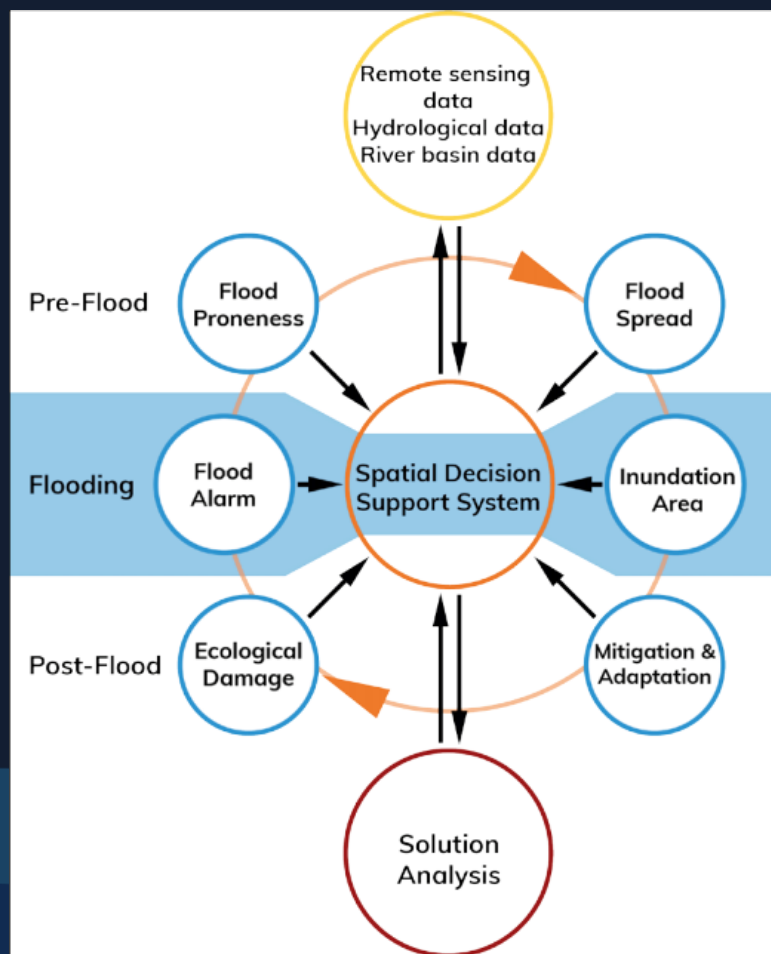 Remote sensing
data
Hydrological data
River basin data
Pre-Flood
Flood
Proneness
Flood
Spread
Flooding
Flood
Alarm
Spatial Decision
Support System
Inundation
Area
Post-Flood
Ecological
Damage
Mitigation &
Adaptation
Solution
Analysis